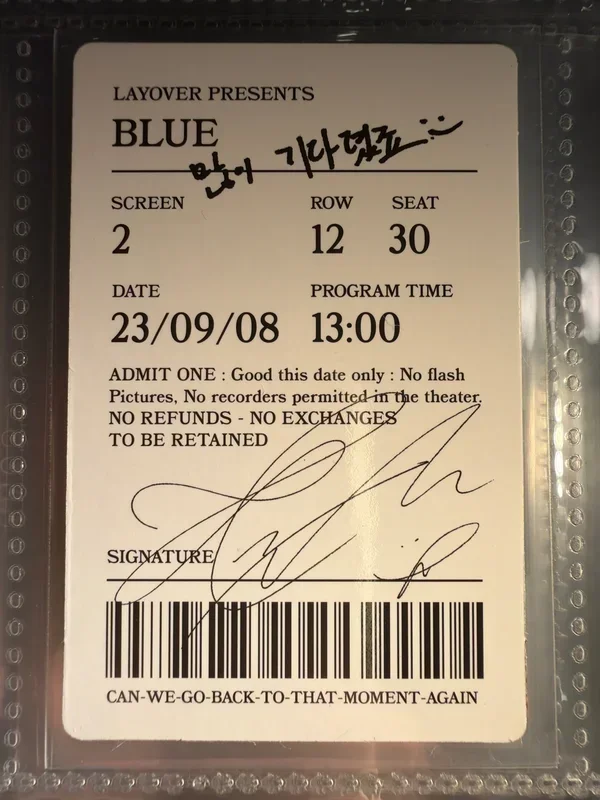 LAYOVER PRESENTS
BLUE
많이 기다렸죠
SCREEN ROW SEAT
2 12 30
DATE PROGRAM TIME
23/09/08 13:00
ADMIT ONE : Good this date only : No flash
Pictures, No recorders permitted in the theater.
NO REFUNDS - NO EXCHANGES
TO BE RETAINED
SIGNATURE
CAN-WE-GO-BACK-TO-THAT-MOMENT-AGAIN